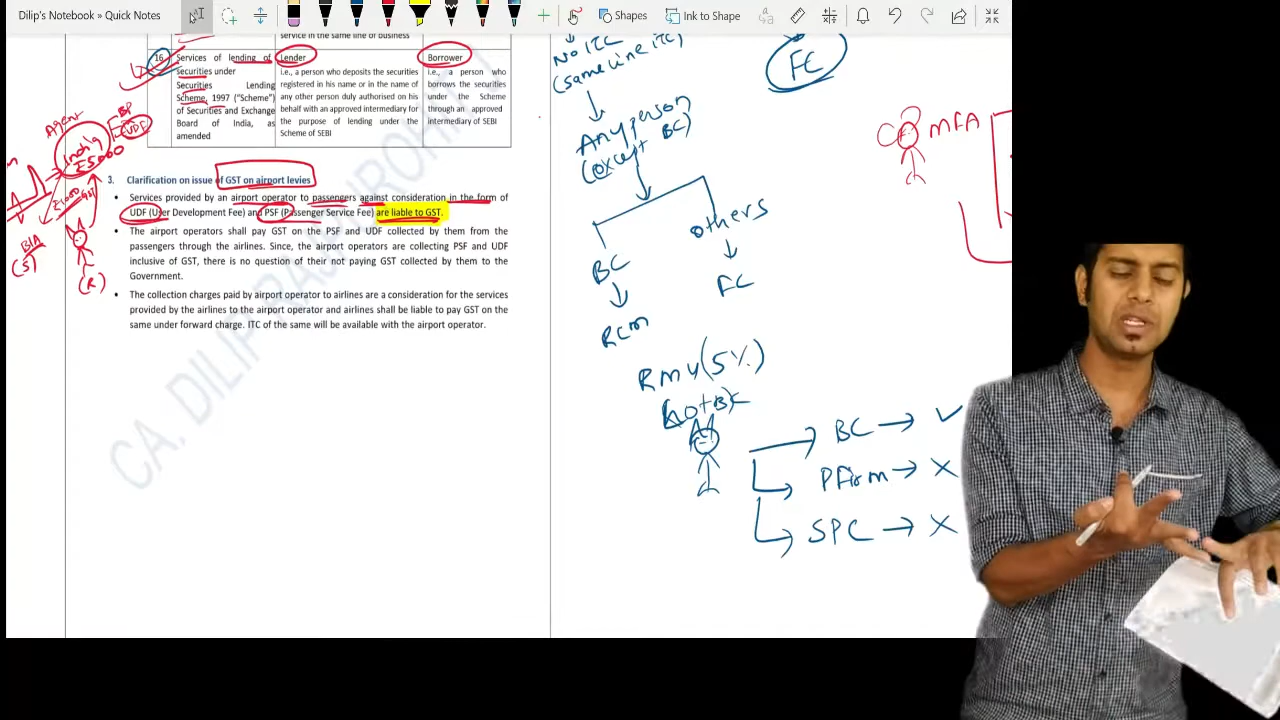 Dilip's Notebook » Quick Notes
Shapes
Ink to Shape
service in the same line of business
16. Services of lending of securities under Securities Lending Scheme, 1997 ("Scheme") of Securities and Exchange Board of India, as amended
Lender
i.e., a person who deposits the securities
registered in his name or in the name of
any other person duly authorised on his
behalf with an approved intermediary for
the purpose of lending under the
Scheme of SEBI
Borrower
i.e., a person who
borrows the securities
under the Scheme
through an approved
intermediary of SEBI
3. Clarification on issue of GST on airport levies
• Services provided by an airport operator to passengers against consideration in the form of
UDF (User Development Fee) and PSF (Passenger Service Fee) are liable to GST.
• The airport operators shall pay GST on the PSF and UDF collected by them from the
passengers through the airlines. Since, the airport operators are collecting PSF and UDF
inclusive of GST, there is no question of their not paying GST collected by them to the
Government.
• The collection charges paid by airport operator to airlines are a consideration for the services
provided by the airlines to the airport operator and airlines shall be liable to pay GST on the
same under forward charge. ITC of the same will be available with the airport operator.
Agent
BP
UDF
India
₹5000
GST
BIA
(S)
(R)
No ITC
(same line ITC)
Any person
(except BC)
BC
RCM
others
FC
FC
MFA
RMV (5%)
(not BC)
BC → ✓
PFirm → X
SPC → X
CA. DILIP RAJPUROHIT